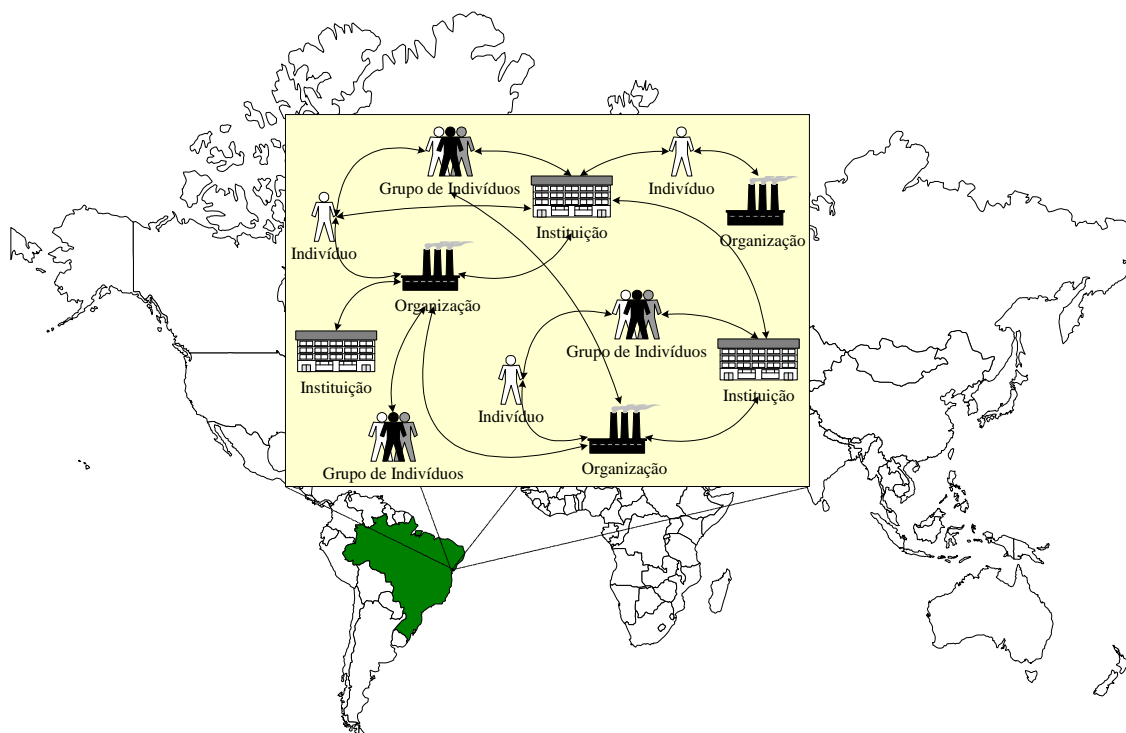 Grupo de Indivíduos
Indivíduo
Instituição
Organização
Indivíduo
Organização
Grupo de Indivíduos
Instituição
Instituição
Indivíduo
Grupo de Indivíduos
Organização